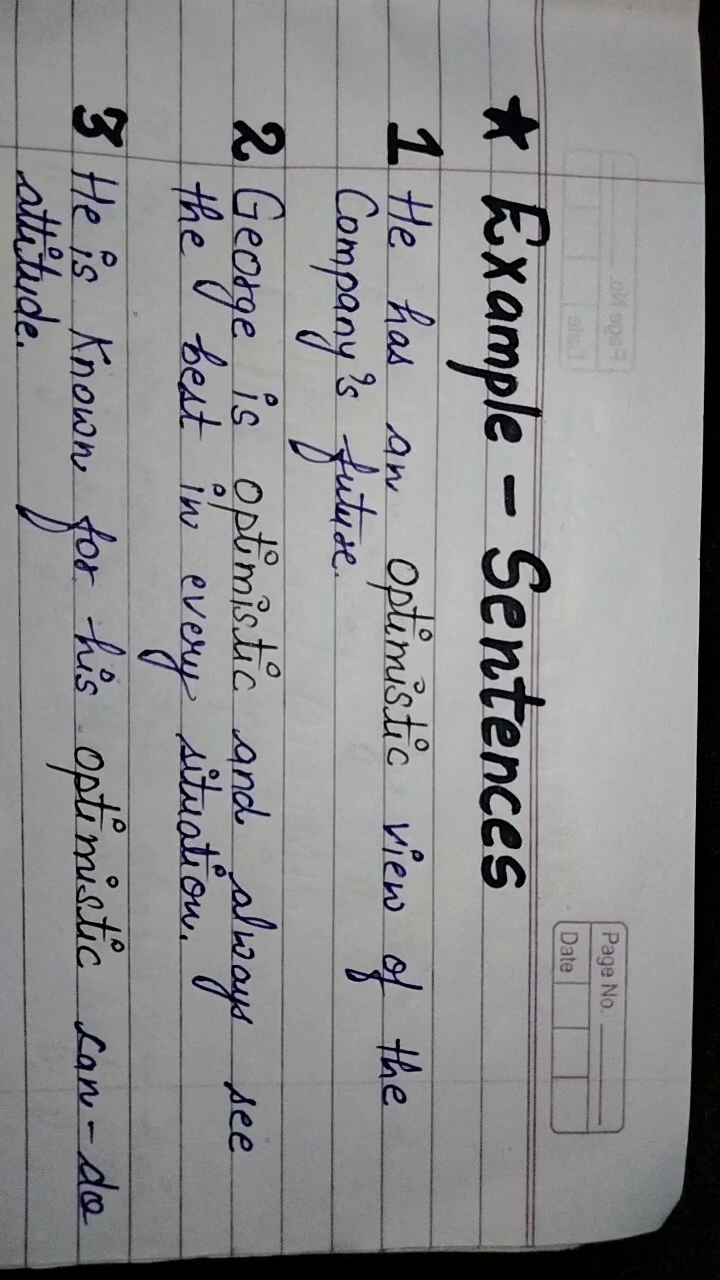 Page No.
Date
★ Example - Sentences
1 He has an optimistic view of the
Company's future.
2 George is optimistic and always see
the best in every situation.
3 He is Known for his optimistic can-do
attitude.